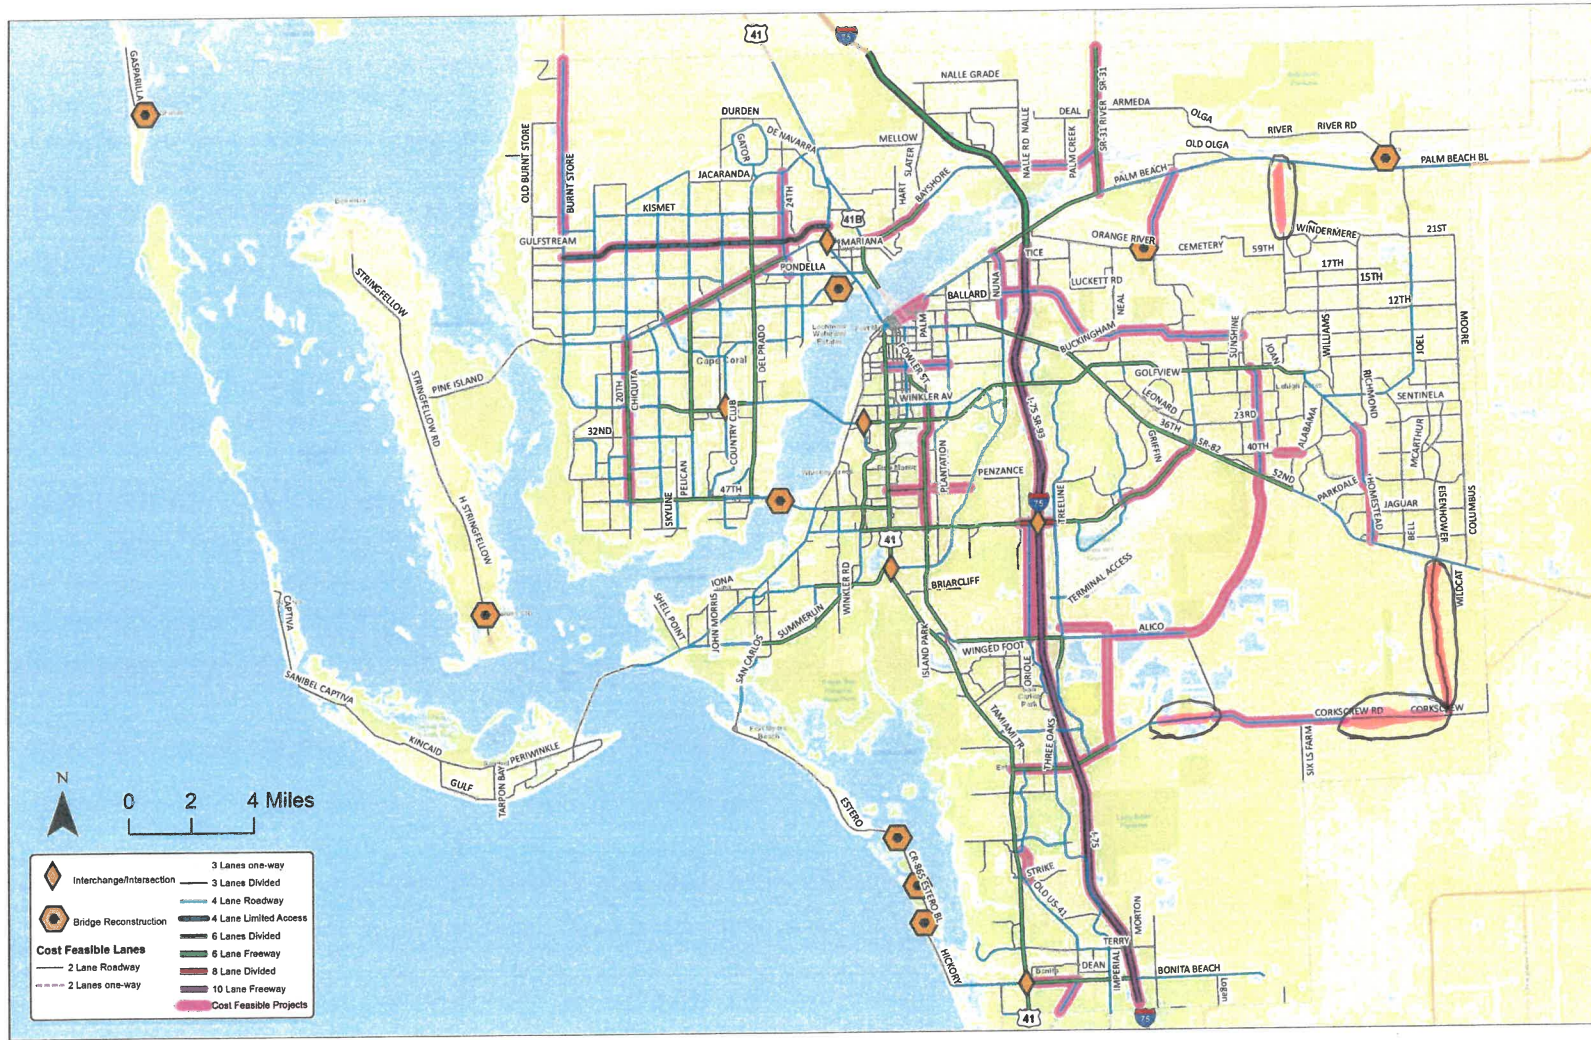 41
75
GASPARILLA
NALLE GRADE
SR-31
DURDEN
DEAL
ARMEDA
OLGA
RIVER
RIVER RD
DE NAVARRA
GATOR
MELLOW
SLATER
NALLE RD NALLE
PALM CREEK
SR-31 RIVER
OLD OLGA
PALM BEACH BL
OLD BURNT STORE
BURNT STORE
JACARANDA
24TH
HART
BAYSHORE
PALM BEACH
KISMET
41B
GULFSTREAM
MARIANA
ORANGE RIVER
CEMETERY
59TH
WINDERMERE
21ST
TICE
PONDELLA
LUCKETT RD
17TH
15TH
STRINGFELLOW
BALLARD
NUNA
NEAL
12TH
PALM
BUCKINGHAM
SUNSHINE
WILLIAMS
JOEL
MOORE
DEL PRADO
Cape Coral
FOWLER ST
JOAN
GOLFVIEW
STRINGFELLOW RD
PINE ISLAND
20TH
CHIQUITA
WINKLER AV
I-75 SR-93
LEONARD
RICHMOND
SENTINELA
COUNTRY CLUB
23RD
36TH
ALABAMA
32ND
GRIFFIN
SR-82
40TH
MCARTHUR
PLANTATION
PENZANCE
52ND
PARKDALE
PELICAN
47TH
SKYLINE
H STRINGFELLOW
75
TREELINE
HOMESTEAD
JAGUAR
BELL
EISENHOWER
COLUMBUS
41
IONA
WINKLER RD
BRIARCLIFF
TERMINAL ACCESS
WILDCAT
CAPTIVA
SHELL POINT
JOHN MORRIS
SUMMERLIN
ALICO
SAN CARLOS
ISLAND PARK
WINGED FOOT
ORIOLE
SANIBEL CAPTIVA
TAMIAMI TR
CORKSCREW RD
CORKSCREW
KINCAID
PERIWINKLE
THREE OAKS
SIX LS FARM
GULF
TARPON BAY
ESTERO
I-75
CR-865 ESTERO BL
STRIKE
OLD US-41
MORTON
HICKORY
TERRY
DEAN
IMPERIAL
Bonita
BONITA BEACH
Logan
41
75
N
0 2 4 Miles
Interchange/Intersection
Bridge Reconstruction
Cost Feasible Lanes
2 Lane Roadway
2 Lanes one-way
3 Lanes one-way
3 Lanes Divided
4 Lane Roadway
4 Lane Limited Access
6 Lanes Divided
6 Lane Freeway
8 Lane Divided
10 Lane Freeway
Cost Feasible Projects